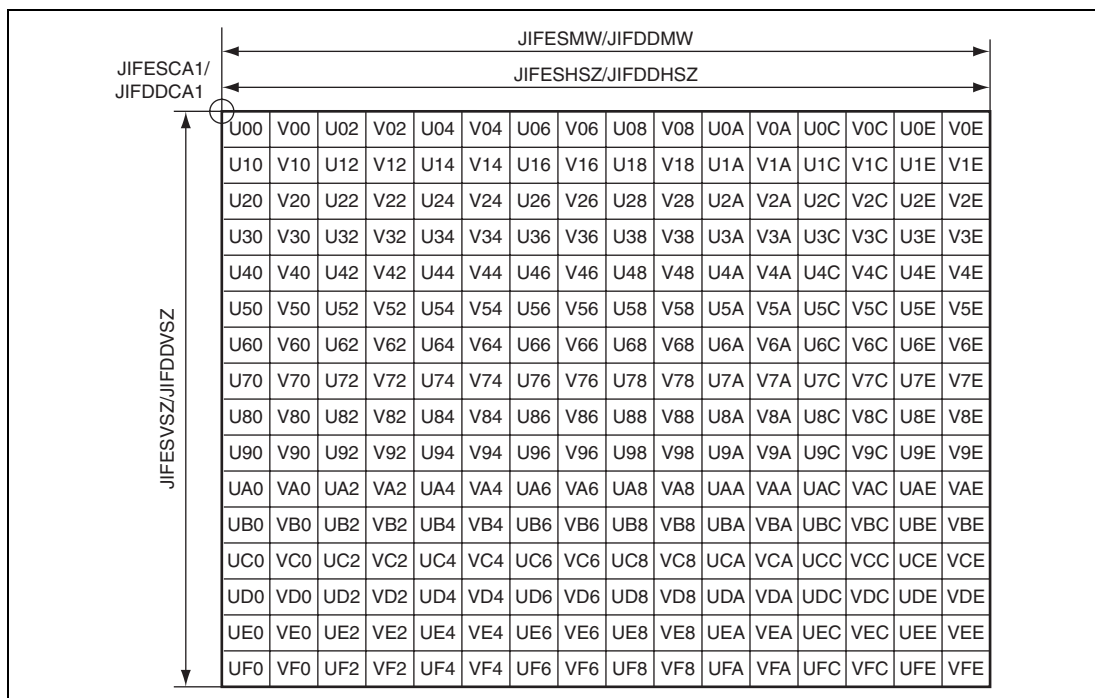 JIFESMW/JIFDDMW
JIFESCA1/
JIFDDCA1
JIFESHSZ/JIFDDHSZ
JIFESVSZ/JIFDDVSZ
U00 V00 U02 V02 U04 V04 U06 V06 U08 V08 U0A V0A U0C V0C U0E V0E
U10 V10 U12 V12 U14 V14 U16 V16 U18 V18 U1A V1A U1C V1C U1E V1E
U20 V20 U22 V22 U24 V24 U26 V26 U28 V28 U2A V2A U2C V2C U2E V2E
U30 V30 U32 V32 U34 V34 U36 V36 U38 V38 U3A V3A U3C V3C U3E V3E
U40 V40 U42 V42 U44 V44 U46 V46 U48 V48 U4A V4A U4C V4C U4E V4E
U50 V50 U52 V52 U54 V54 U56 V56 U58 V58 U5A V5A U5C V5C U5E V5E
U60 V60 U62 V62 U64 V64 U66 V66 U68 V68 U6A V6A U6C V6C U6E V6E
U70 V70 U72 V72 U74 V74 U76 V76 U78 V78 U7A V7A U7C V7C U7E V7E
U80 V80 U82 V82 U84 V84 U86 V86 U88 V88 U8A V8A U8C V8C U8E V8E
U90 V90 U92 V92 U94 V94 U96 V96 U98 V98 U9A V9A U9C V9C U9E V9E
UA0 VA0 UA2 VA2 UA4 VA4 UA6 VA6 UA8 VA8 UAA VAA UAC VAC UAE VAE
UB0 VB0 UB2 VB2 UB4 VB4 UB6 VB6 UB8 VB8 UBA VBA UBC VBC UBE VBE
UC0 VC0 UC2 VC2 UC4 VC4 UC6 VC6 UC8 VC8 UCA VCA UCC VCC UCE VCE
UD0 VD0 UD2 VD2 UD4 VD4 UD6 VD6 UD8 VD8 UDA VDA UDC VDC UDE VDE
UE0 VE0 UE2 VE2 UE4 VE4 UE6 VE6 UE8 VE8 UEA VEA UEC VEC UEE VEE
UF0 VF0 UF2 VF2 UF4 VF4 UF6 VF6 UF8 VF8 UFA VFA UFC VFC UFE VFE